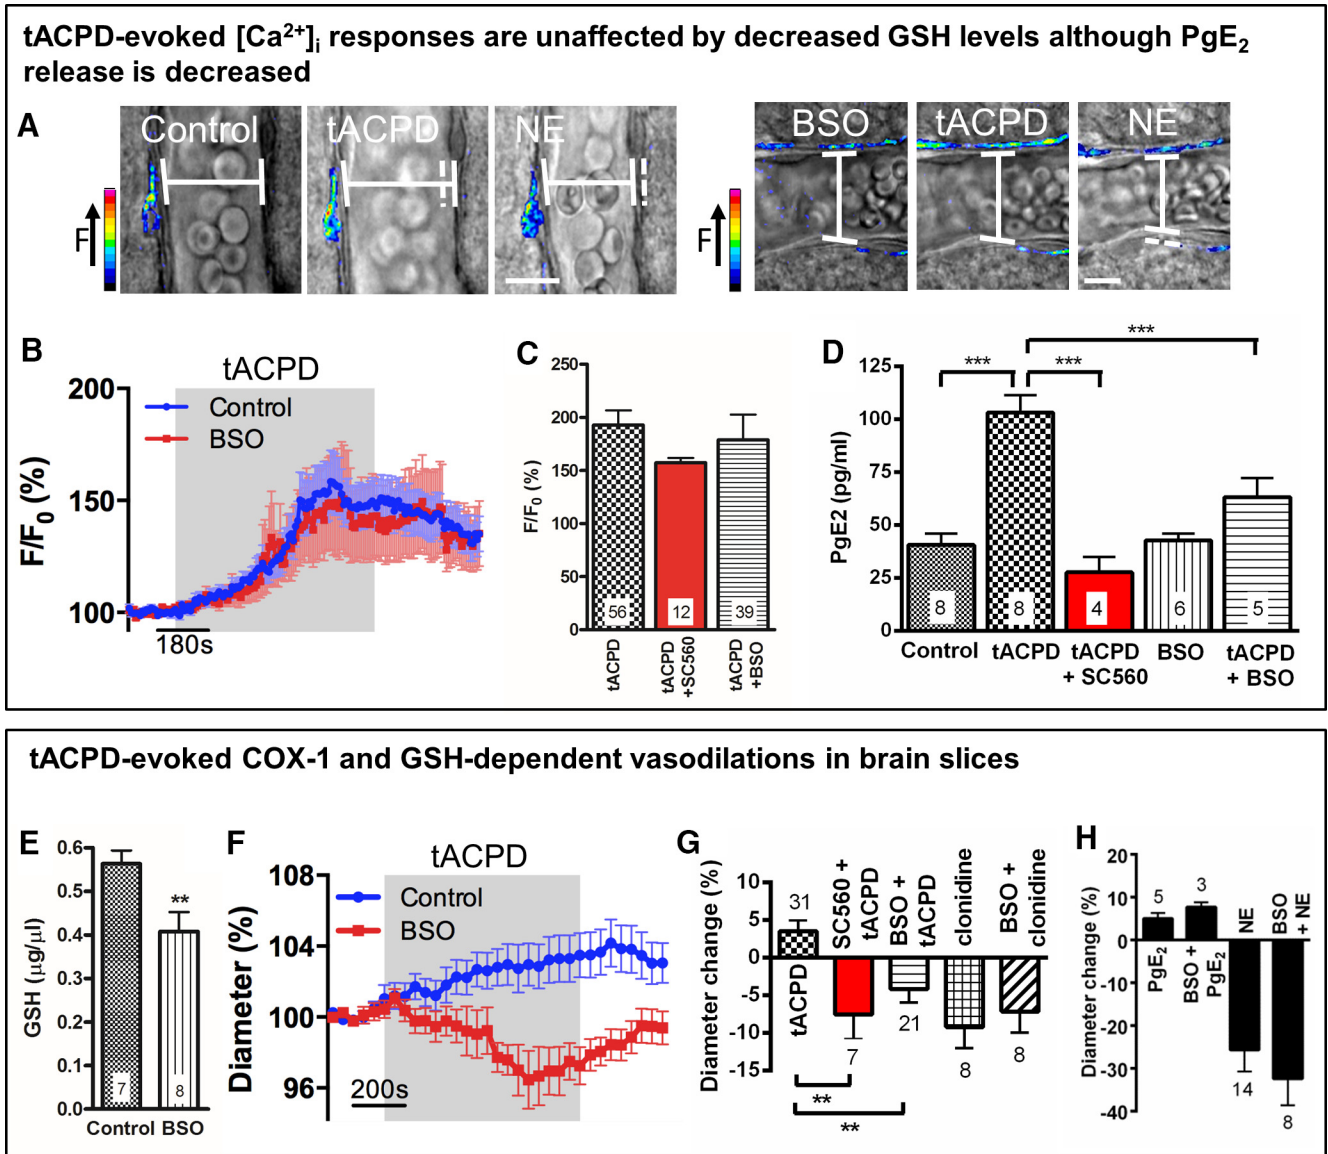 tACPD-evoked [Ca²⁺]ᵢ responses are unaffected by decreased GSH levels although PgE₂
release is decreased
A
Control
tACPD
NE
BSO
tACPD
NE
F
F
B
tACPD
200
150
100
F/F₀ (%)
Control
BSO
180s
C
250
200
150
100
50
0
F/F₀ (%)
56
12
39
tACPD
tACPD
+SC560
tACPD
+BSO
D
***
***
***
125
100
75
50
25
0
PgE2 (pg/ml)
8
8
4
6
5
Control
tACPD
tACPD
+ SC560
BSO
tACPD
+ BSO
tACPD-evoked COX-1 and GSH-dependent vasodilations in brain slices
E
0.6
0.5
0.4
0.3
0.2
0.1
0.0
GSH (µg/µl)
**
7
8
Control BSO
F
tACPD
108
104
100
96
Diameter (%)
Control
BSO
200s
G
10
5
0
-5
-10
-15
Diameter change (%)
31
tACPD
SC560 +
tACPD
BSO +
tACPD
clonidine
BSO +
clonidine
7
21
8
8
**
**
H
20
10
0
-10
-20
-30
-40
Diameter change (%)
5
3
PgE₂
BSO +
PgE₂
NE
BSO
+ NE
14
8